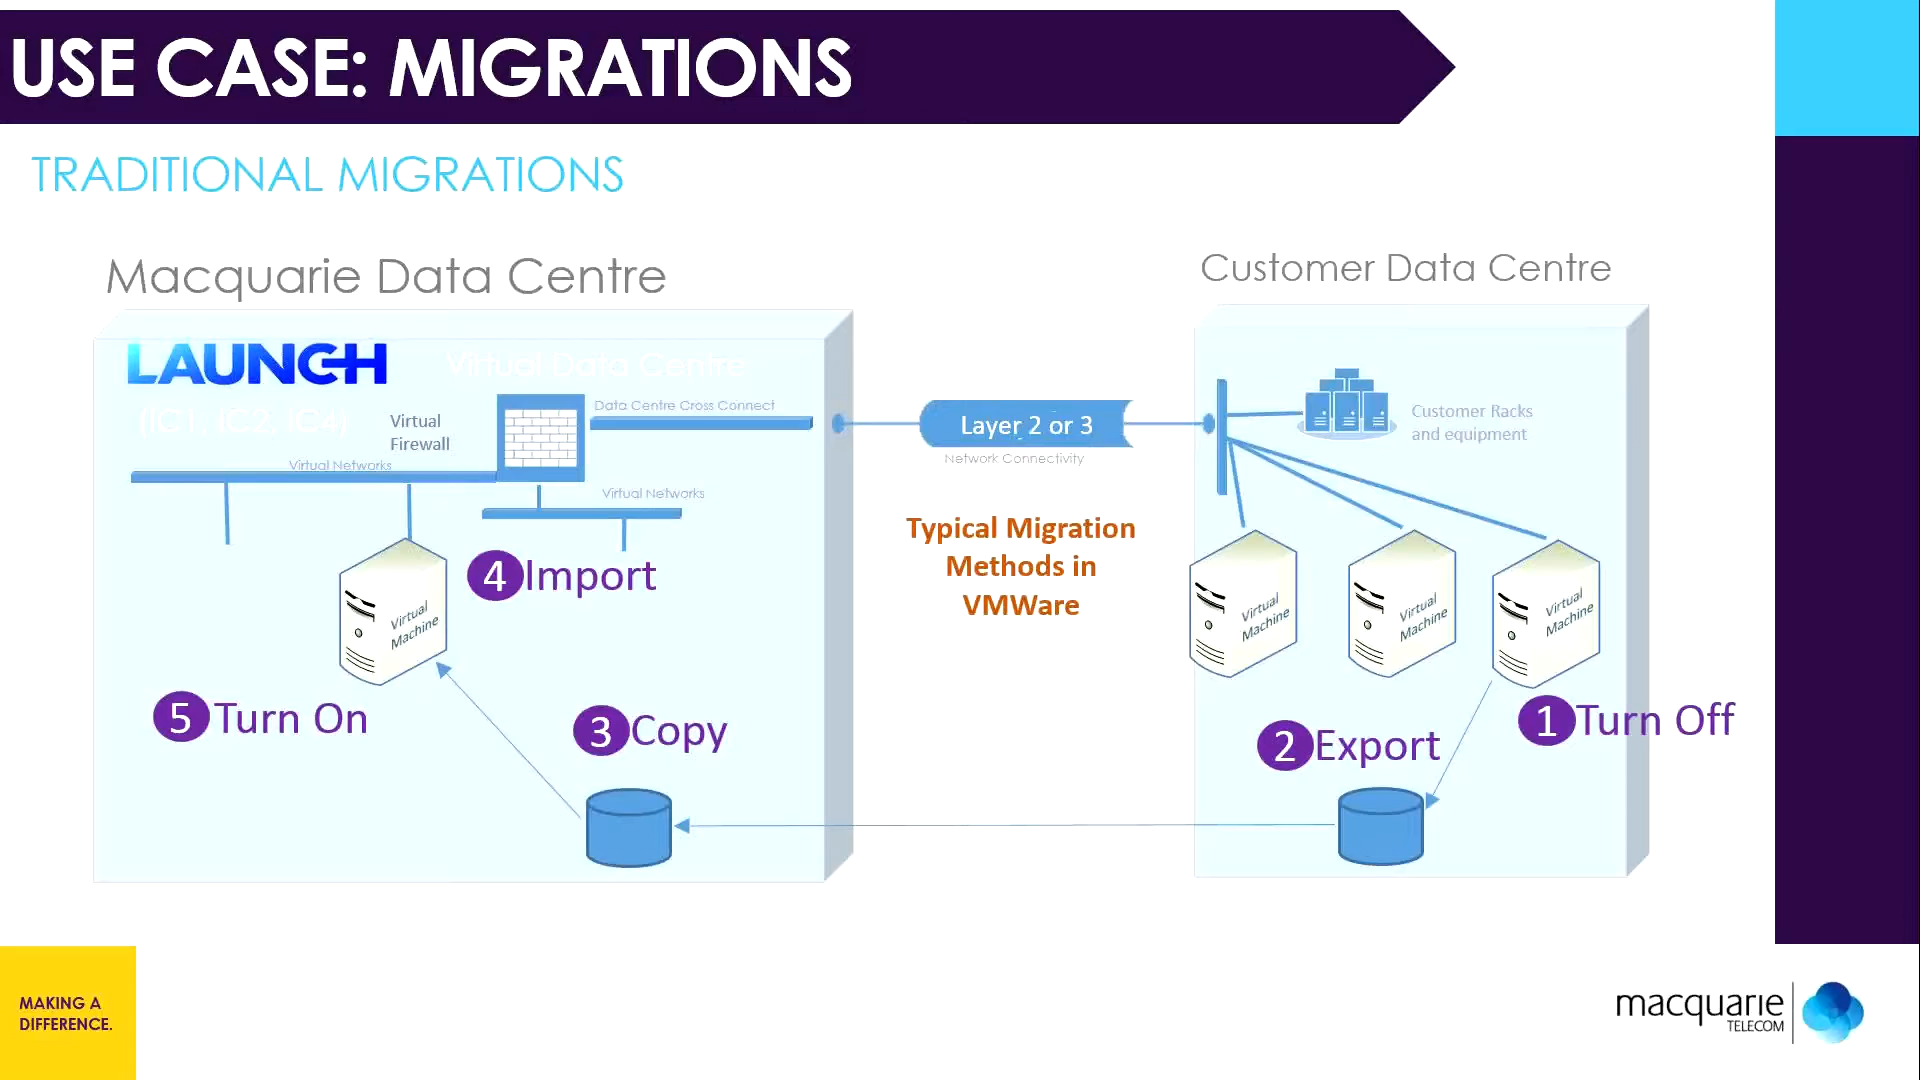 USE CASE: MIGRATIONS
TRADITIONAL MIGRATIONS
Macquarie Data Centre
Customer Data Centre
LAUNCH
Virtual Data Centre
(IC1, IC2, IC4)
Virtual
Firewall
Data Centre Cross Connect
Virtual Networks
Virtual Networks
Layer 2 or 3
Network Connectivity
Customer Racks
and equipment
Typical Migration
Methods in
VMWare
4 Import
Virtual
Machine
Virtual
Machine
Virtual
Machine
Virtual
Machine
5 Turn On
3 Copy
2 Export
1 Turn Off
MAKING A
DIFFERENCE.
macquarie
TELECOM